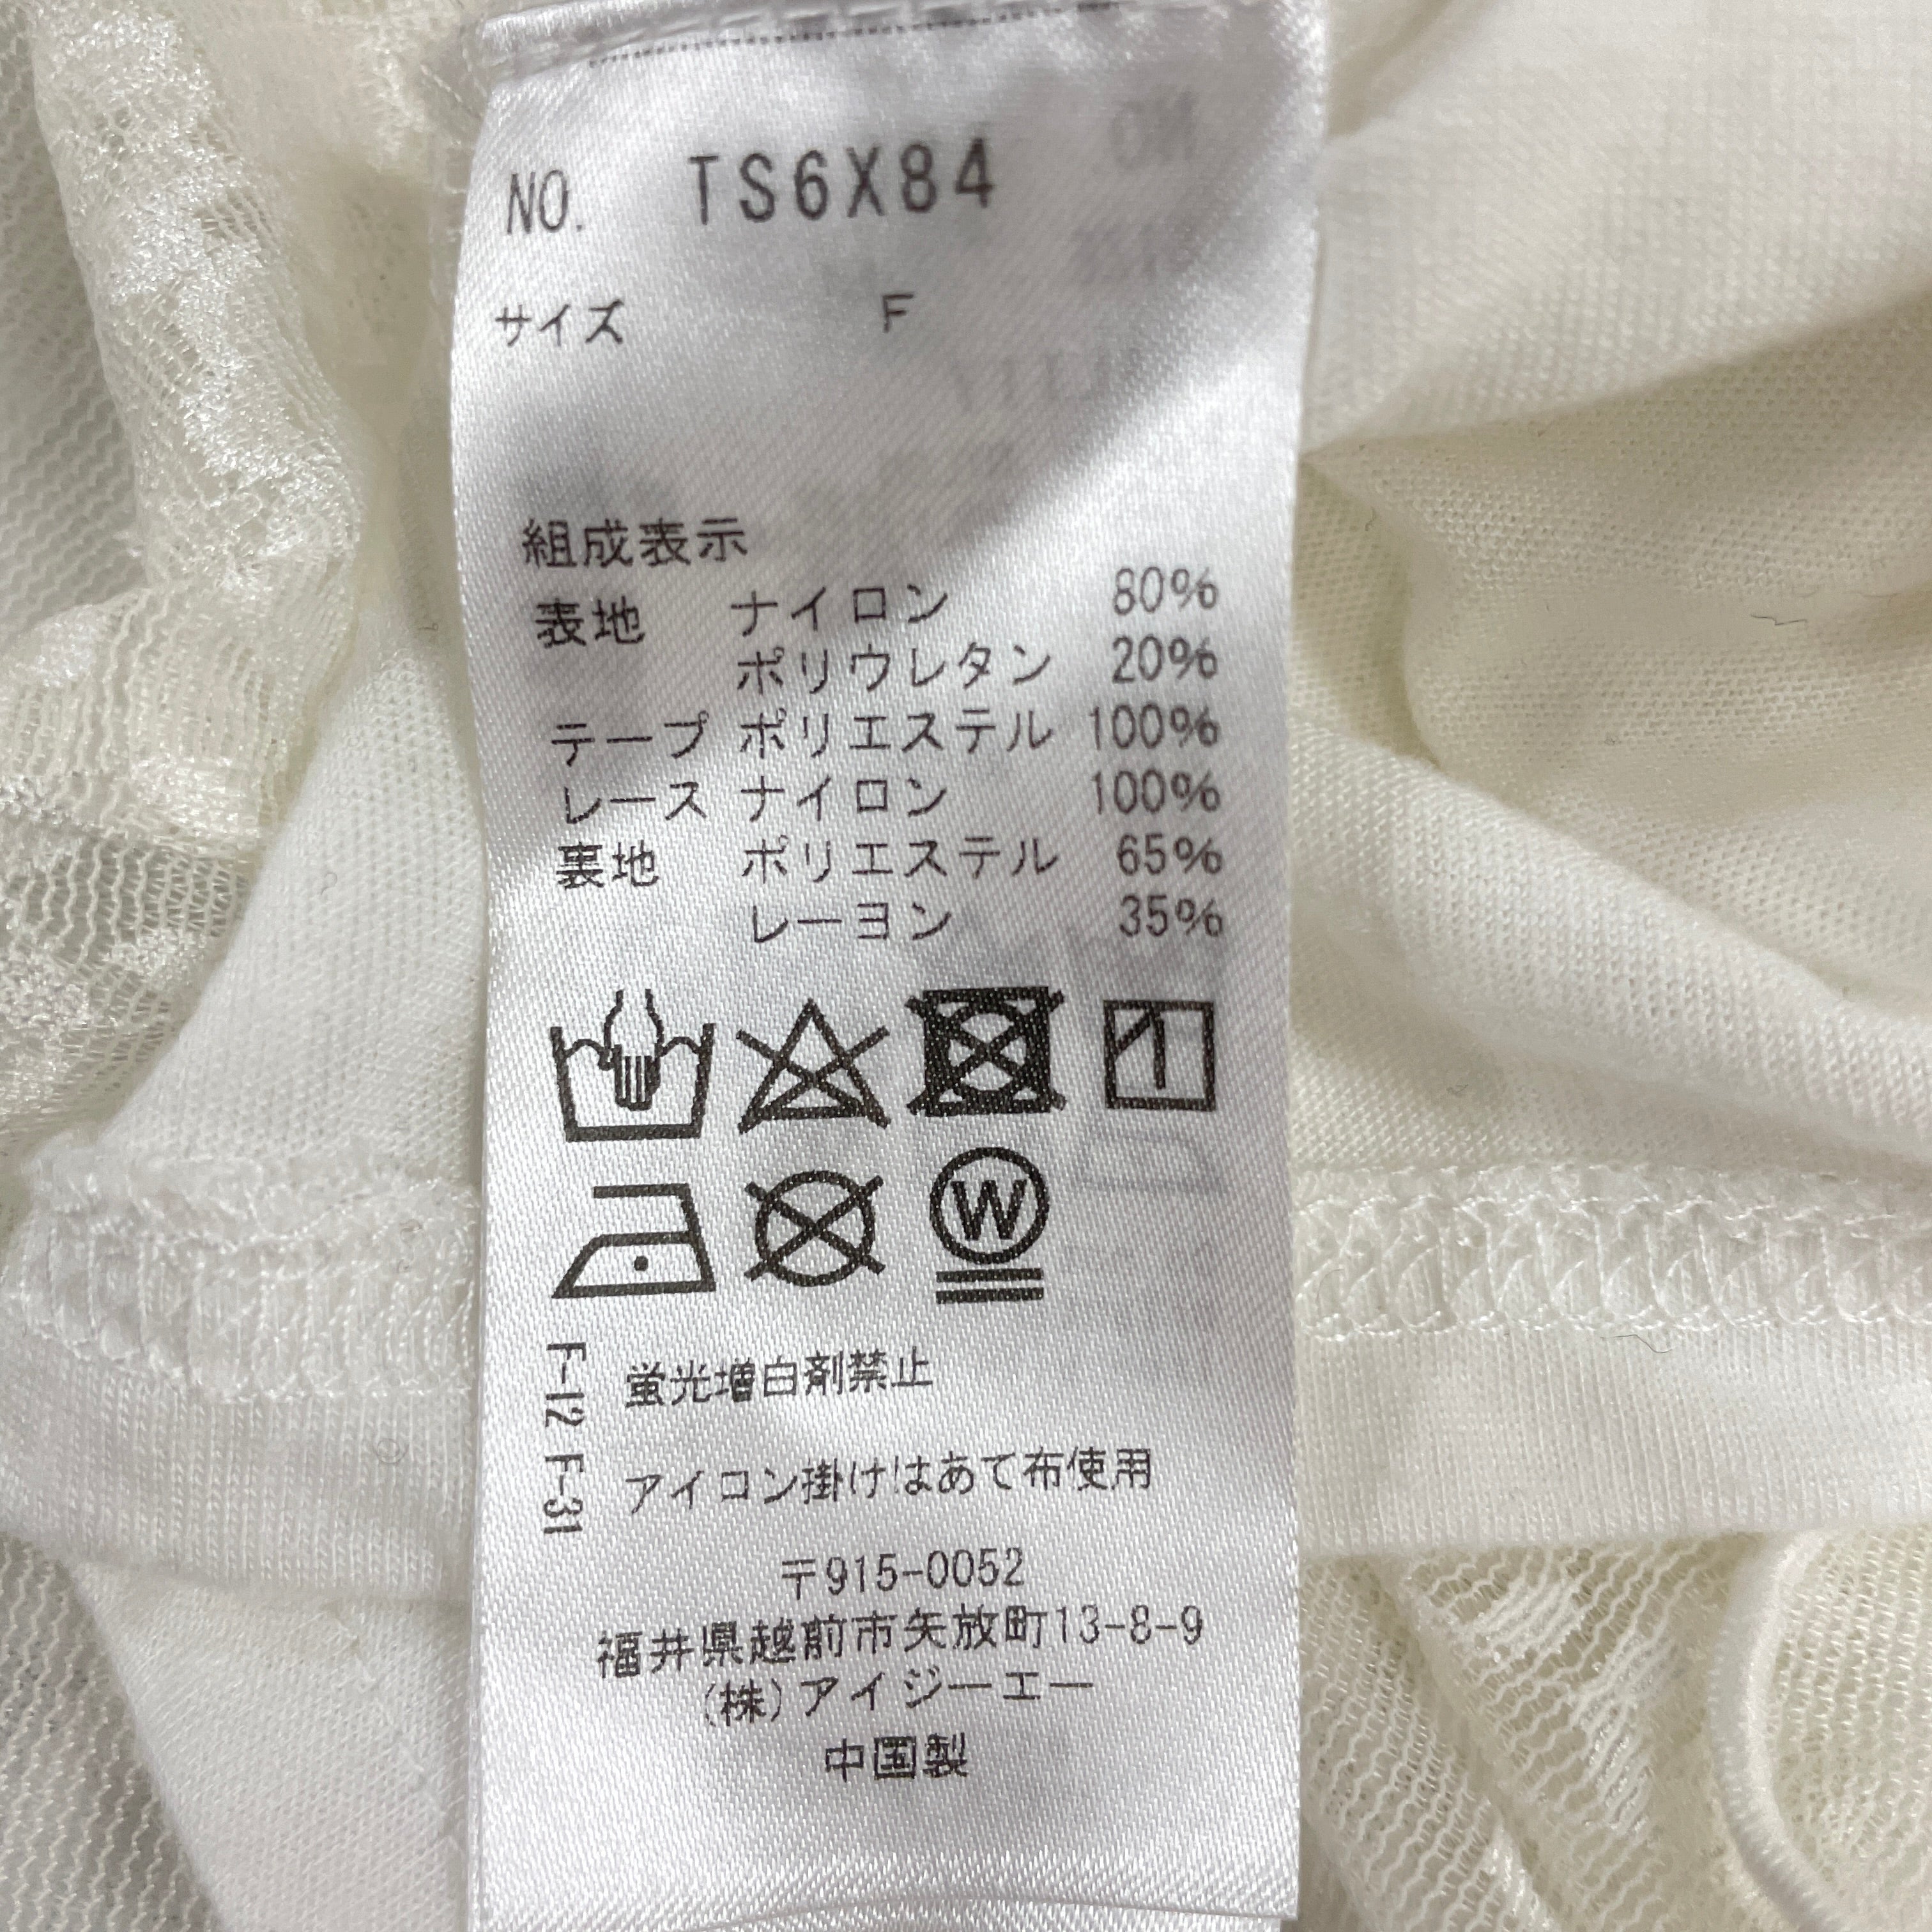 NO. TS6X84
サイズ F
組成表示
表地 ナイロン 80%
ポリウレタン 20%
テープ ポリエステル 100%
レース ナイロン 100%
裏地 ポリエステル 65%
レーヨン 35%
W
F-12 蛍光増白剤禁止
F-31 アイコン掛けはあて布使用
〒915-0052
福井県越前市矢放町13-8-9
(株)アイジーエー
中国製